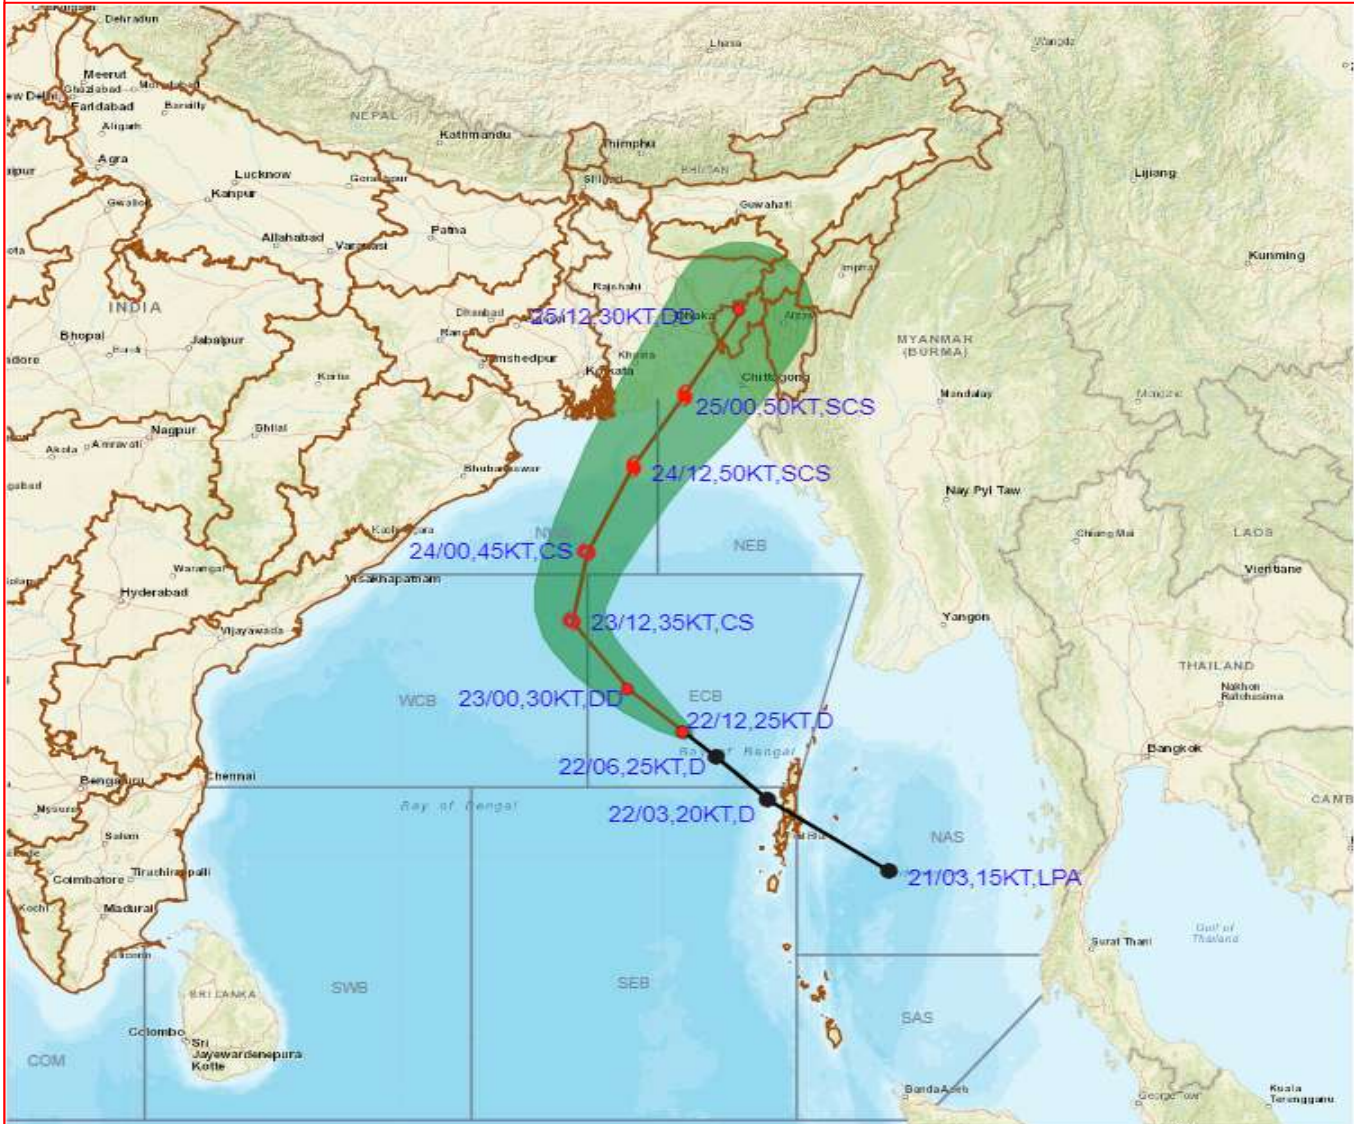 Dehradun
Lhasa
Wangda
Meerut
Ghaziabad
Faridabad
Bareilly
Aligarh
NEPAL
Kathmandu
Thimphu
BHUTAN
Agra
Lucknow
Kanpur
Lijiang
Guwahati
Allahabad
Varanasi
Patna
Kunming
Rajshahi
INDIA
Dhanbad
25/12,30KT,DD
Bhopal
Jabalpur
Jamshedpur
MYANMAR
(BURMA)
Korba
Kolkata
Chittagong
Mandalay
25/00,50KT,SCS
Nagpur
Bhilai
Akola
Amravati
Bhubaneswar
24/12,50KT,SCS
Nay Pyi Taw
Chiang Mai
LAOS
24/00,45KT,CS
NEB
Warangal
Visakhapatnam
Vientiane
Hyderabad
23/12,35KT,CS
Yangon
Vijayawada
THAILAND
Nakhon
Ratchasima
23/00,30KT,DD
WCB
ECB
22/12,25KT,D
Bangkok
22/06,25KT,D
Bengaluru
Chennai
Bay of Bengal
22/03,20KT,D
Salem
NAS
Coimbatore
Tiruchirappalli
21/03,15KT,LPA
Kochi
Madurai
Gulf of
Thailand
Surat Thani
SRI LANKA
SWB
SEB
SAS
Colombo
Sri
Jayewardenepura
Kotte
COM
Banda Aceh
George Town
Kuala
Terengganu